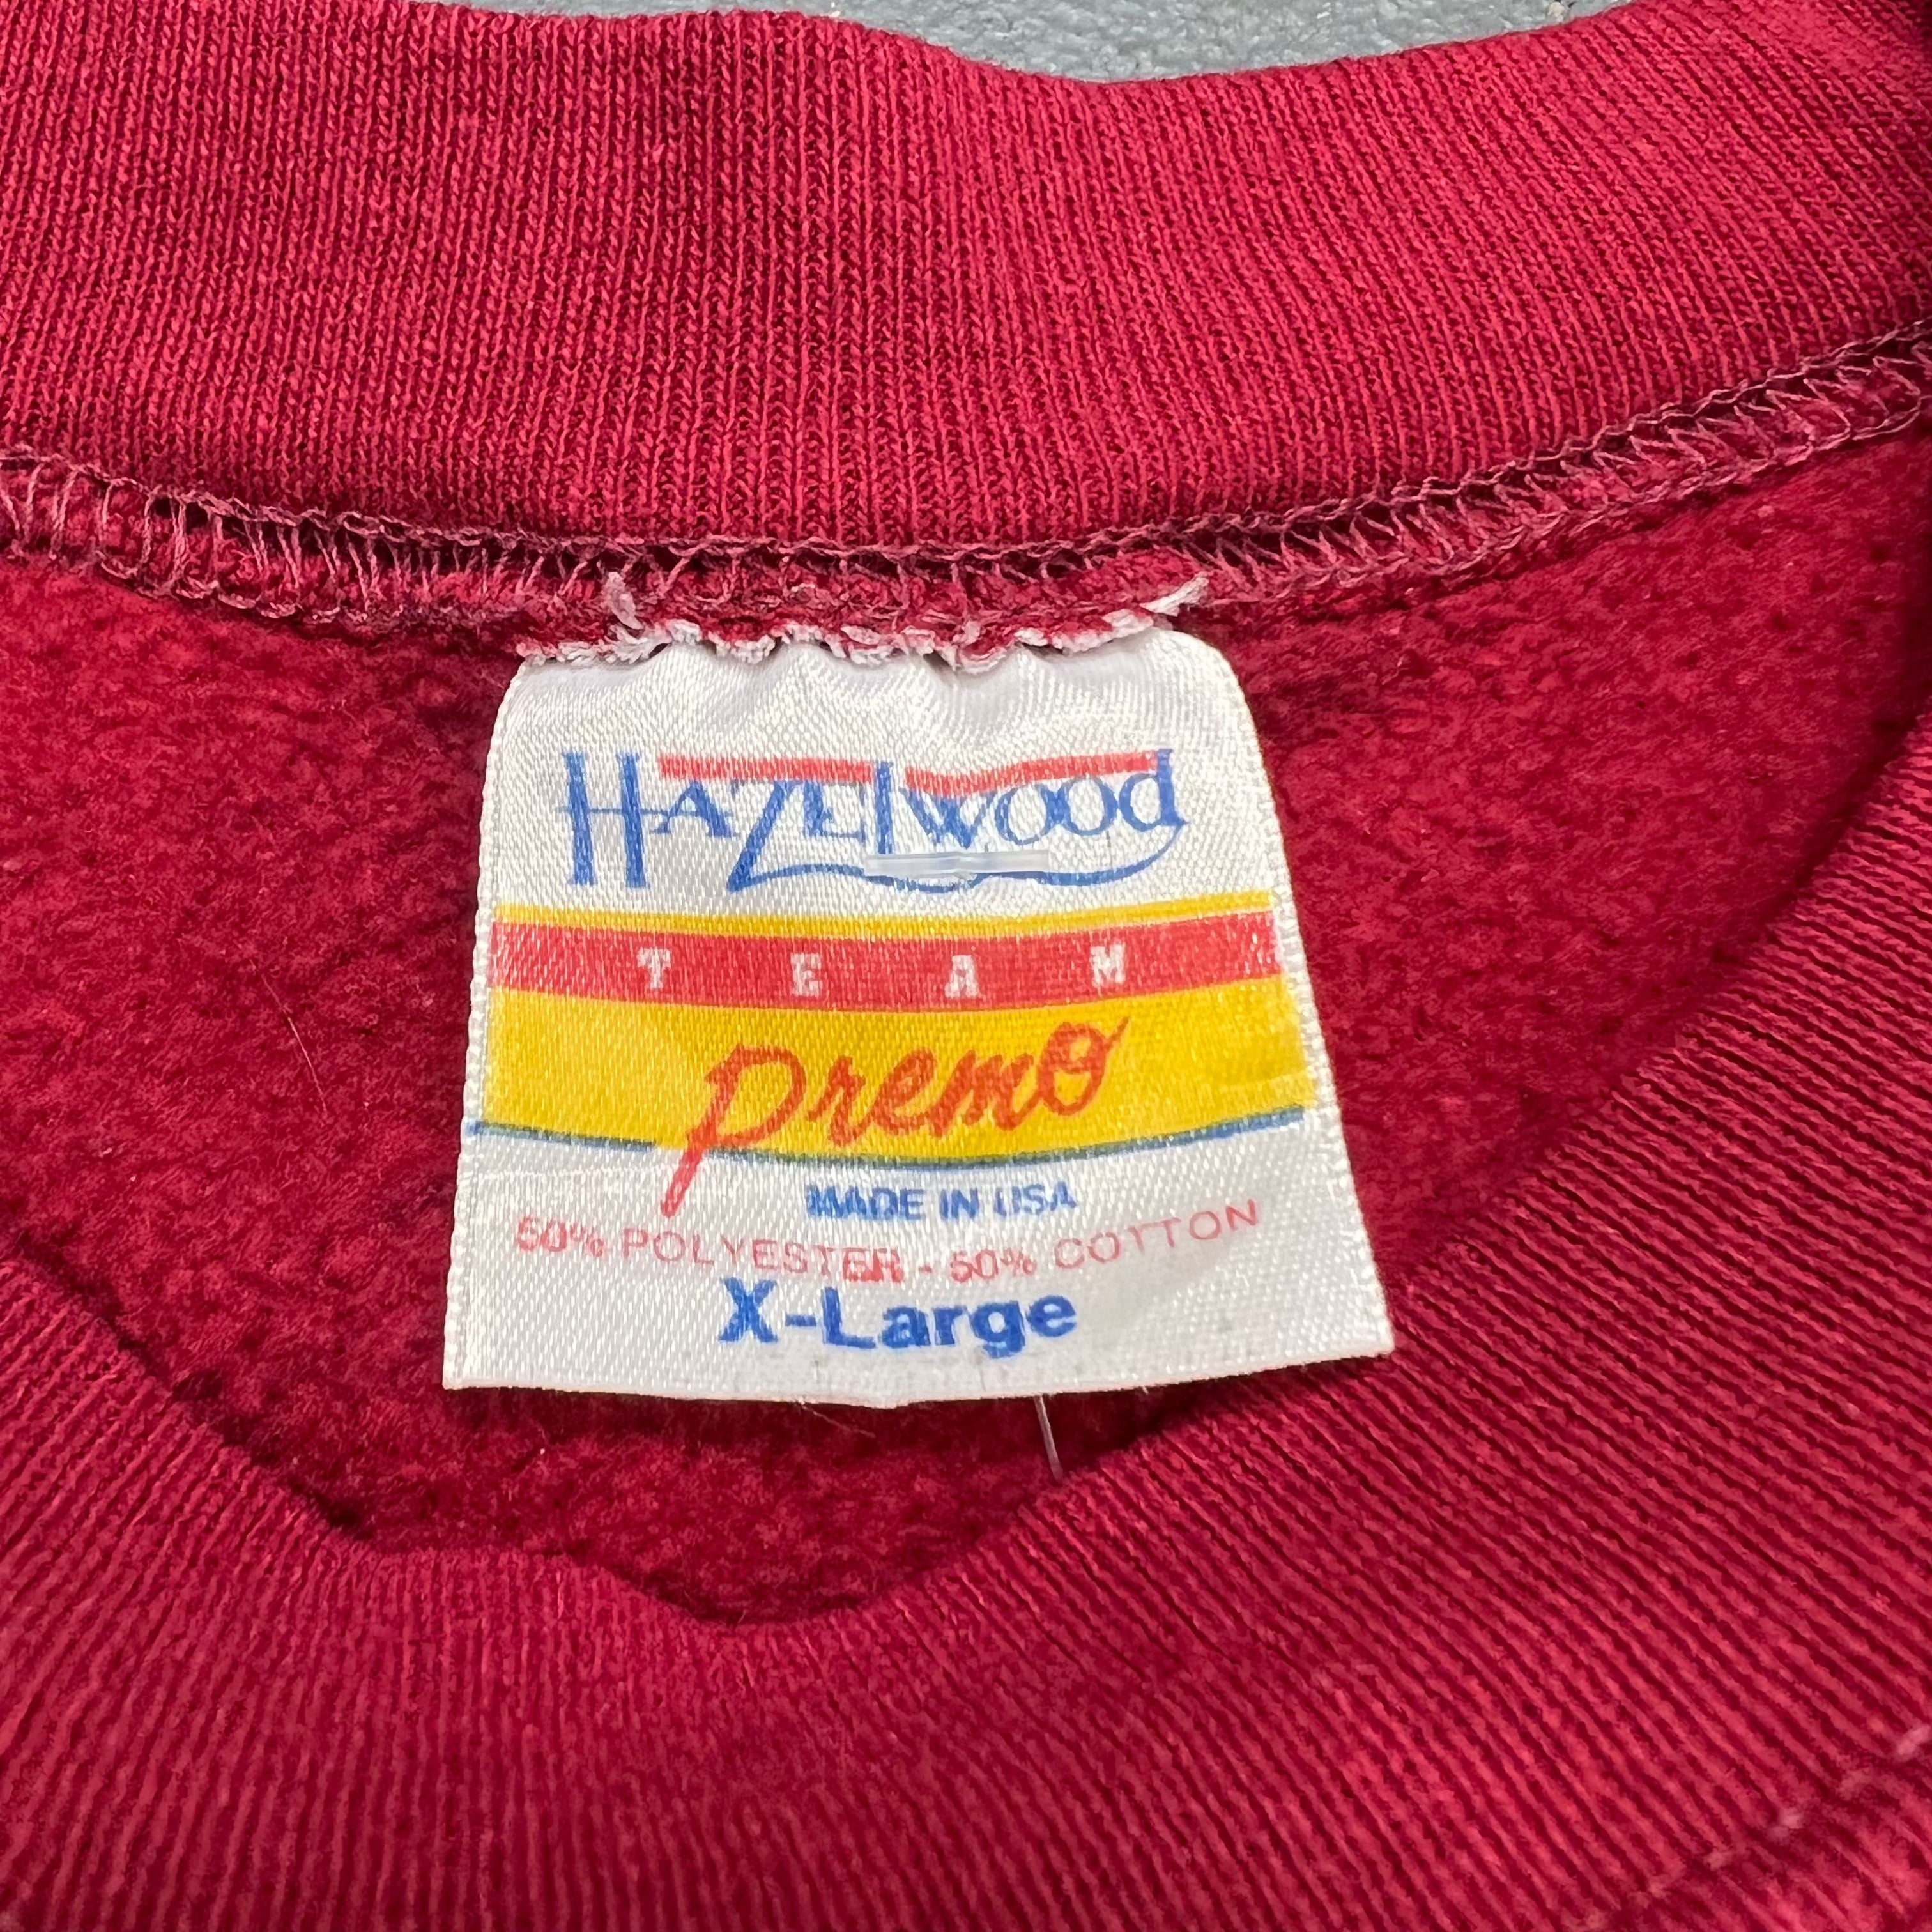 HAZElwood
TEAM
Premo
MADE IN USA
50% POLYESTER - 50% COTTON
X-Large